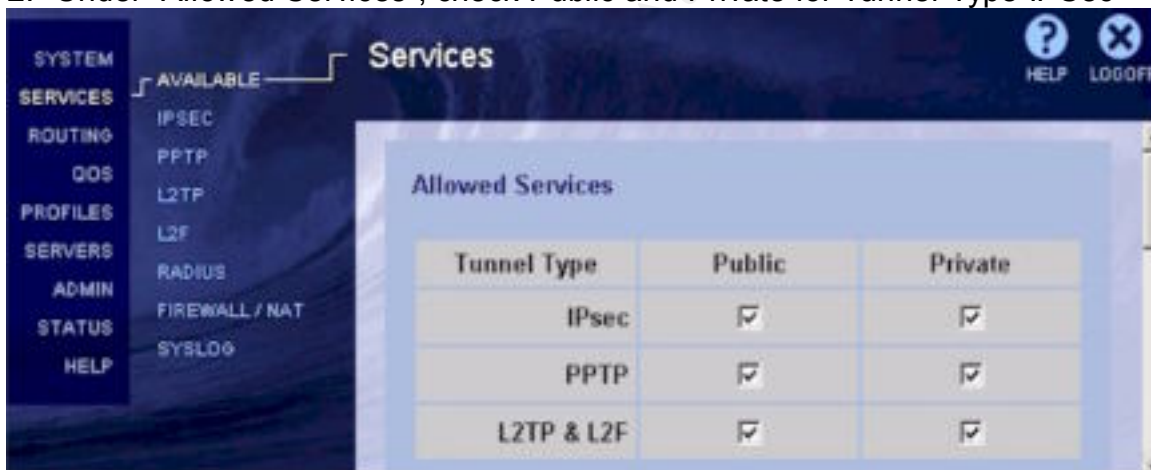 2. Under "Allowed Services", check Public and Private for Tunnel Type IPSec
SYSTEM
SERVICES
ROUTING
QOS
PROFILES
SERVERS
ADMIN
STATUS
HELP
AVAILABLE
IPSEC
PPTP
L2TP
L2F
RADIUS
FIREWALL / NAT
SYSLOG
Services
HELP
LOGOFF
Allowed Services
Tunnel Type Public Private
IPsec
PPTP
L2TP & L2F